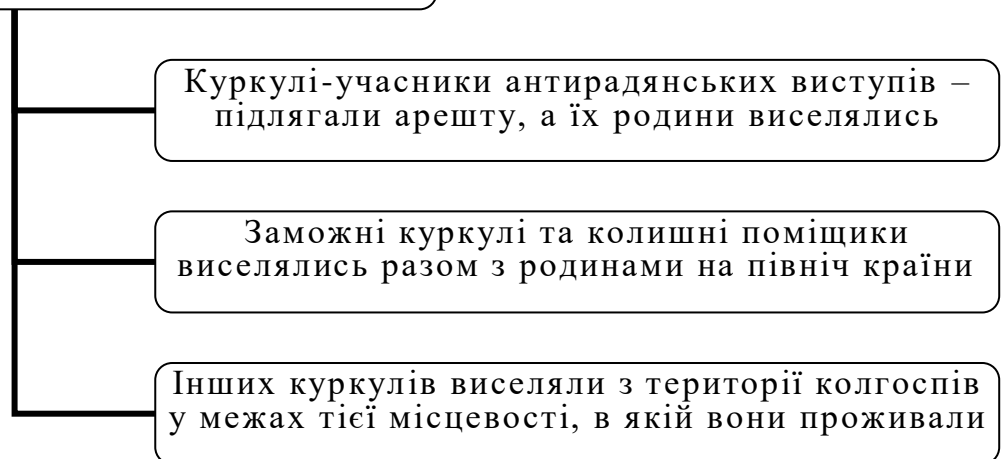 Куркулі-учасники антирадянських виступів –
підлягали арешту, а їх родини виселялись
Заможні куркулі та колишні поміщики
виселялись разом з родинами на північ країни
Інших куркулів виселяли з території колгоспів
у межах тієї місцевості, в якій вони проживали